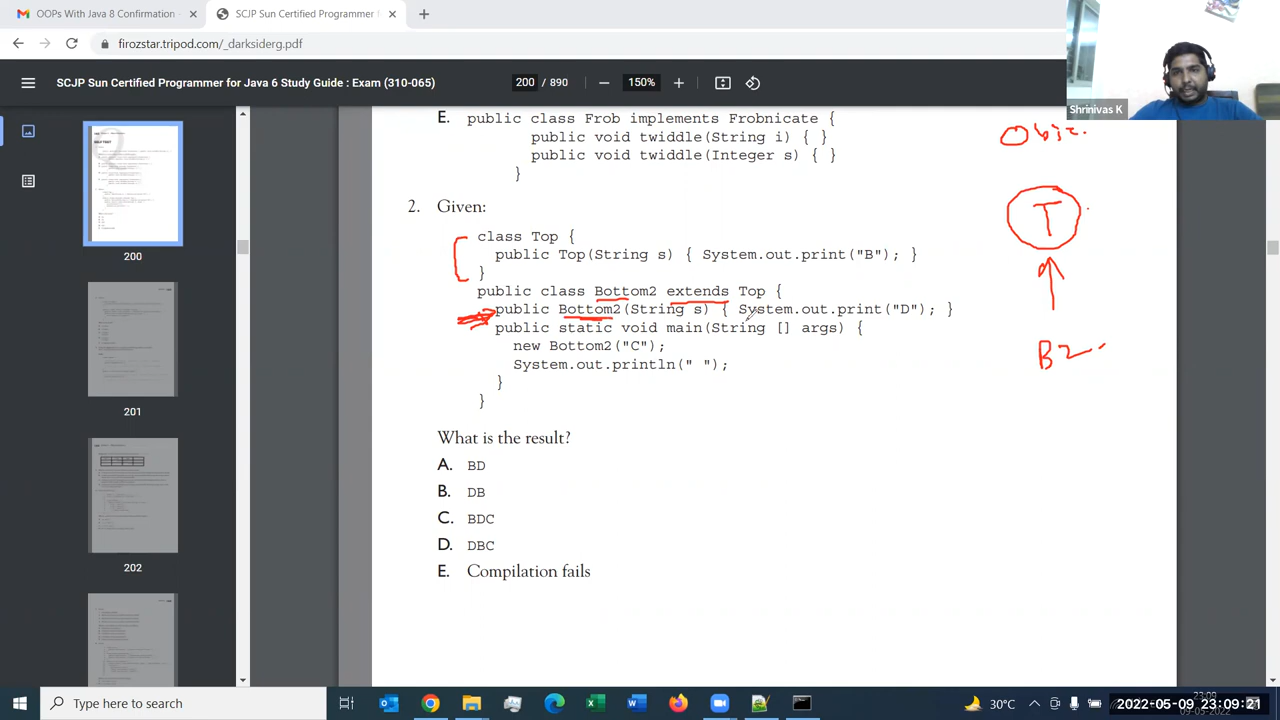 OOPs With Java 8 Confirmation -
SCJP Sun Certified Programmer
firozstar.tripod.com/_darksiderg.pdf
SCJP Sun Certified Programmer for Java 6 Study Guide : Exam (310-065)
200 / 890
150%
Shrinivas K
E. public class Frob implements Frobnicate {
public void twiddle(String i) { }
public void twiddle(Integer s) { }
}
Obje.
T
B2
2. Given:
class Top {
public Top(String s) { System.out.print("B"); }
}
public class Bottom2 extends Top {
public Bottom2(String s) { System.out.print("D"); }
public static void main(String [] args) {
new Bottom2("C");
System.out.println(" ");
}
}
What is the result?
A. BD
B. DB
C. BDC
D. DBC
E. Compilation fails
200
201
202
Type here to search
30°C
2022-05-09 23:09:21